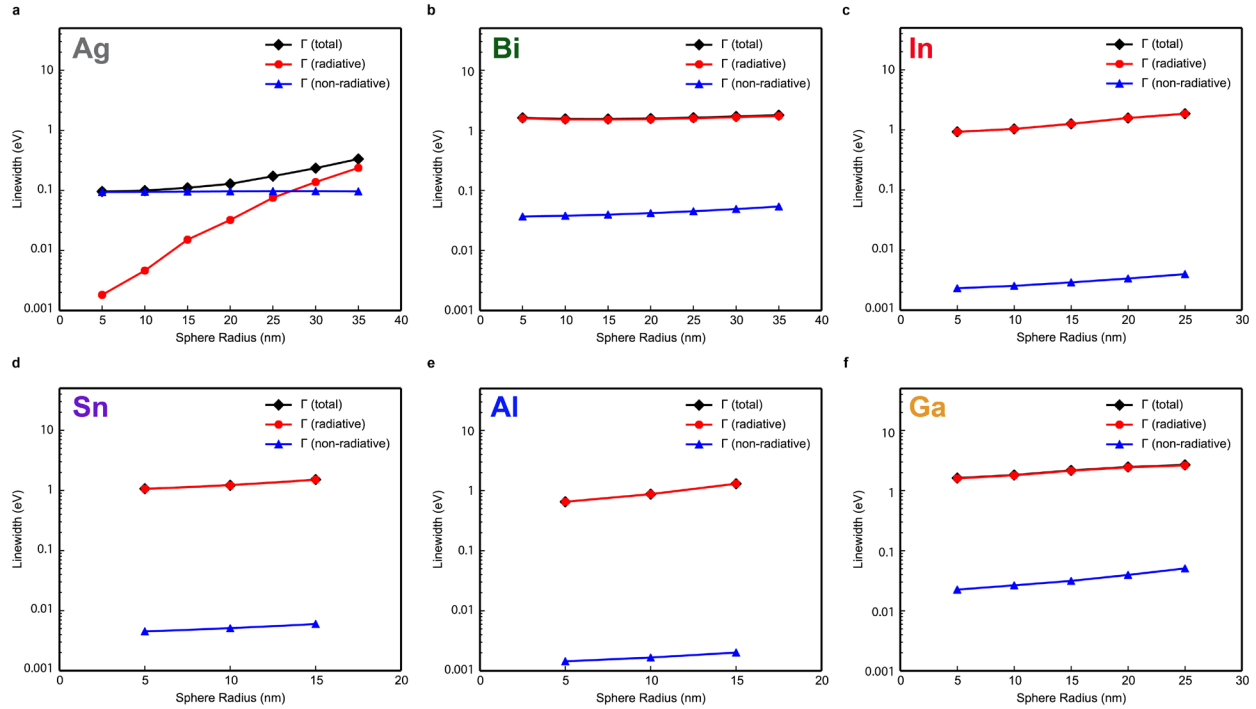 a
Ag
Γ (total)
Γ (radiative)
Γ (non-radiative)
10
1
0.1
0.01
0.001
Linewidth (eV)
0 5 10 15 20 25 30 35 40
Sphere Radius (nm)
b
Bi
Γ (total)
Γ (radiative)
Γ (non-radiative)
10
1
0.1
0.01
0.001
Linewidth (eV)
0 5 10 15 20 25 30 35 40
Sphere Radius (nm)
c
In
Γ (total)
Γ (radiative)
Γ (non-radiative)
10
1
0.1
0.01
0.001
Linewidth (eV)
0 5 10 15 20 25 30
Sphere Radius (nm)
d
Sn
Γ (total)
Γ (radiative)
Γ (non-radiative)
10
1
0.1
0.01
0.001
Linewidth (eV)
0 5 10 15 20
Sphere Radius (nm)
e
Al
Γ (total)
Γ (radiative)
Γ (non-radiative)
10
1
0.1
0.01
0.001
Linewidth (eV)
0 5 10 15 20
Sphere Radius (nm)
f
Ga
Γ (total)
Γ (radiative)
Γ (non-radiative)
10
1
0.1
0.01
0.001
Linewidth (eV)
0 5 10 15 20 25 30
Sphere Radius (nm)